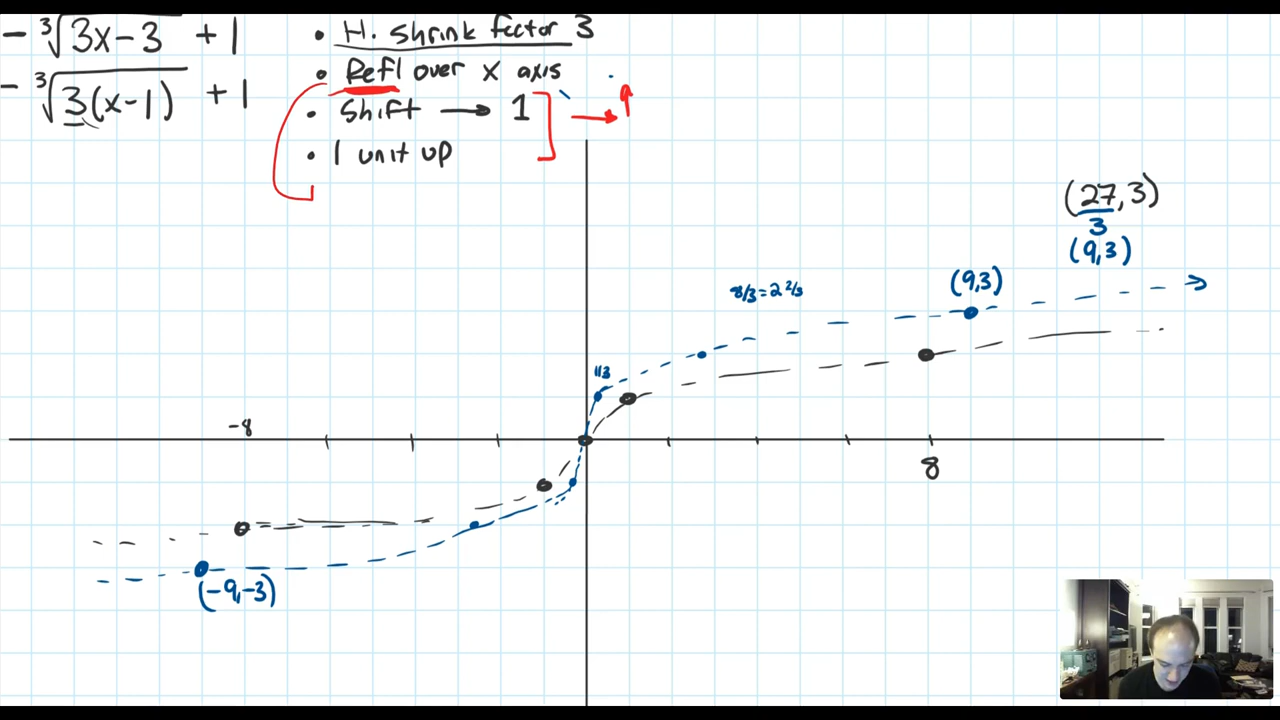 - ∛3x-3 + 1
- ∛3(x-1) + 1
• H. shrink factor 3
• Refl over x axis
• Shift → 1
• 1 unit up
(27,3)
3
(9,3)
(9,3)
8/3 = 2 2/3
1/3
-8
8
(-9,-3)